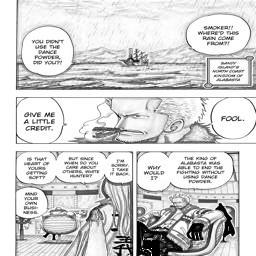 SMOKER!!
WHERE'D THIS
RAIN COME
FROM?!
YOU DIDN'T
USE THE
DANCE
POWDER,
DID YOU?!
SANDY
ISLAND'S
NORTH COAST
KINGDOM OF
ALABASTA
FOOL.
GIVE ME
A LITTLE
CREDIT.
I'M
SORRY.
I TAKE
IT BACK.
BUT SINCE
WHEN DO YOU
CARE ABOUT
OTHERS, WHITE
HUNTER?
IS THAT
HEART OF
YOURS
GETTING
SOFT?
MIND
YOUR
OWN
BUSI-
NESS.
THE KING OF
ALABASTA WAS
ABLE TO END
THE FIGHTING
WITHOUT USING
DANCE
POWDER.
WHY
WOULD
I?